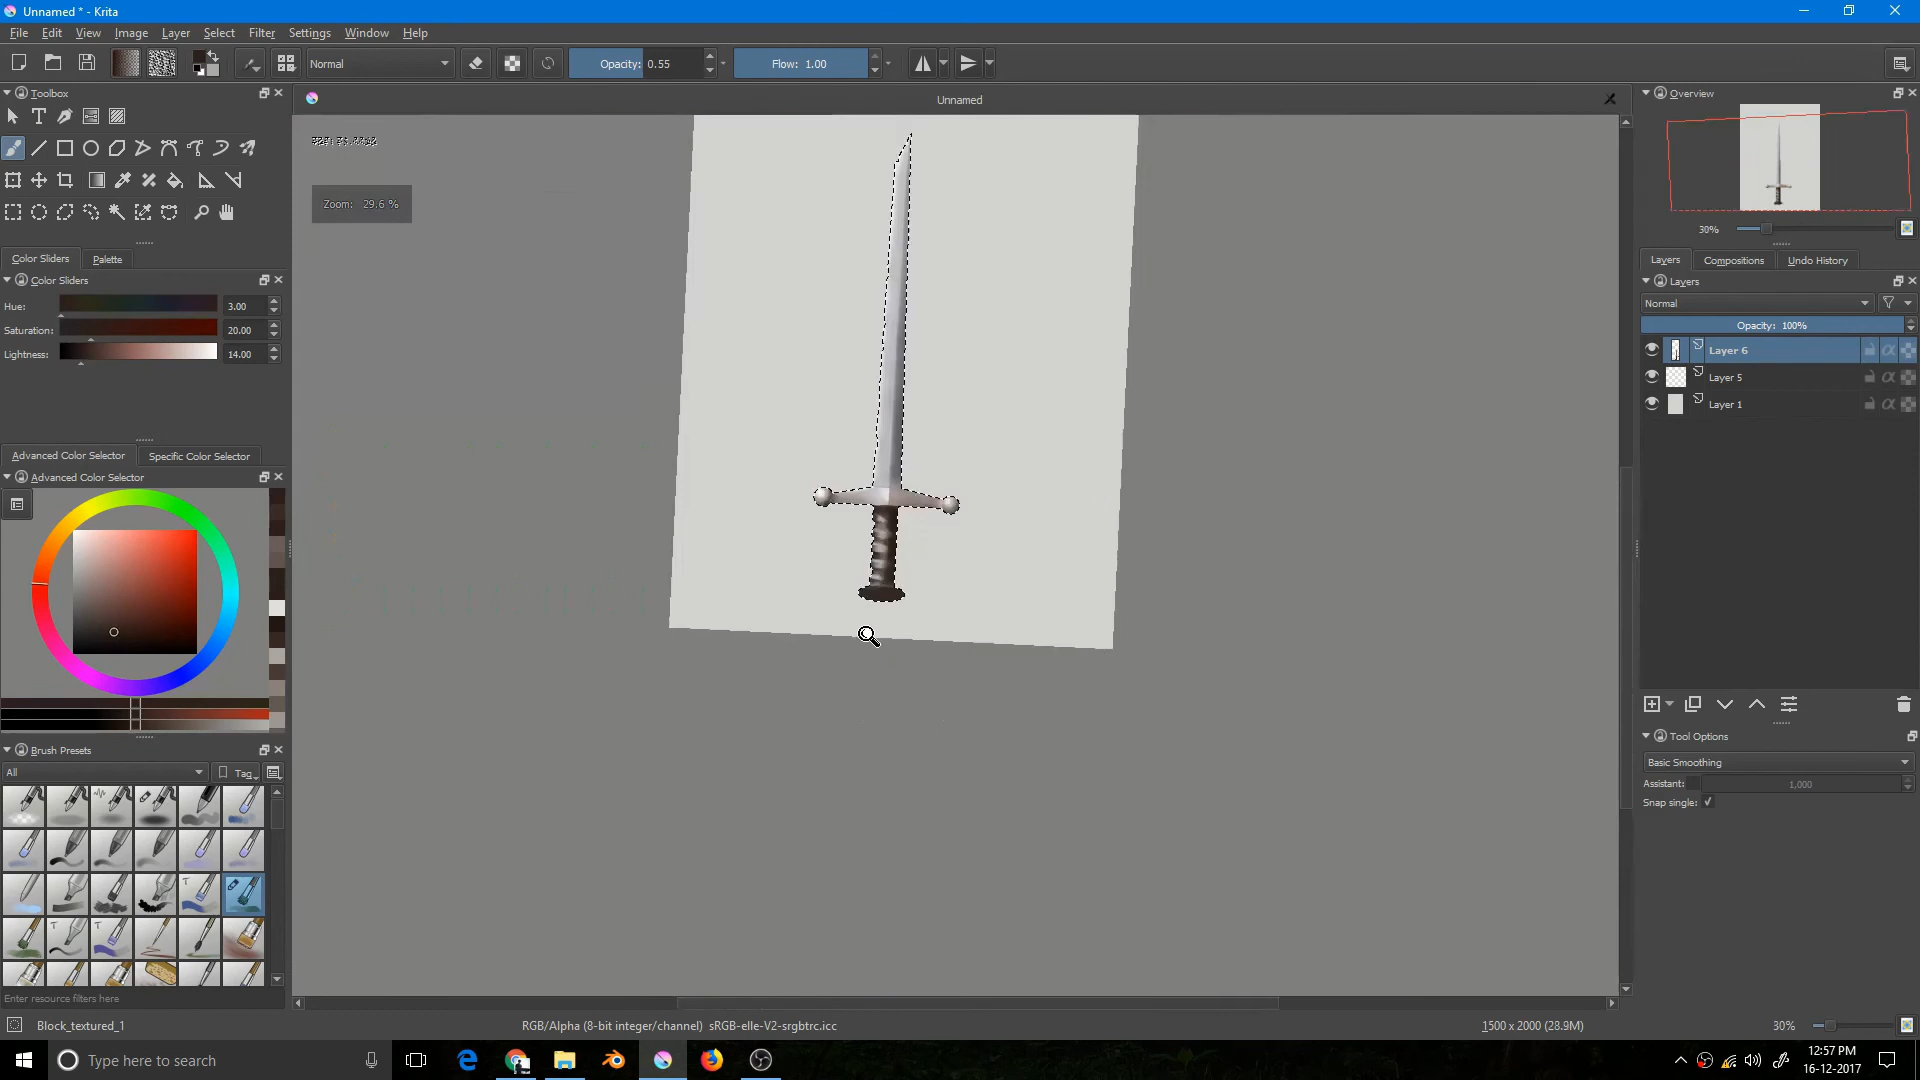 Unnamed * - Krita
File Edit View Image Layer Select Filter Settings Window Help
Normal
Opacity: 0.55
Flow: 1.00
Toolbox
Unnamed
Overview
Zoom: 29.6 %
30%
Color Sliders Palette
Color Sliders
Hue: 3.00
Saturation: 20.00
Lightness: 14.00
Layers Compositions Undo History
Layers
Normal
Opacity: 100%
Layer 6
Layer 5
Layer 1
Advanced Color Selector Specific Color Selector
Advanced Color Selector
Tool Options
Basic Smoothing
Assistant: 1,000
Snap single:
Brush Presets
All Tag
Enter resource filters here
Block_textured_1
RGB/Alpha (8-bit integer/channel) sRGB-elle-V2-srgbtrc.icc
1500 x 2000 (28.9M)
30%
Type here to search
12:57 PM
16-12-2017